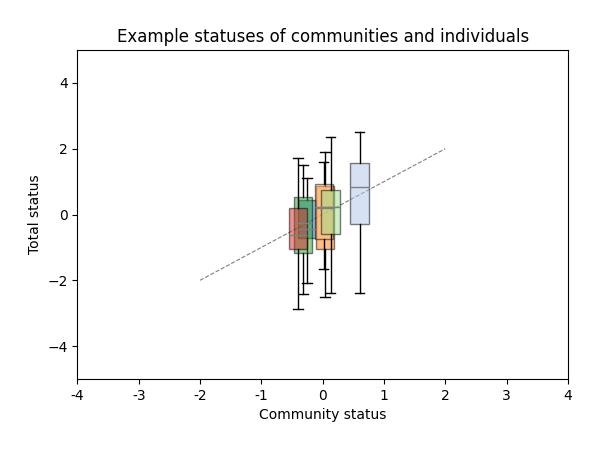 Example statuses of communities and individuals
Total status
4
2
0
−2
−4
-4 -3 -2 -1 0 1 2 3 4
Community status